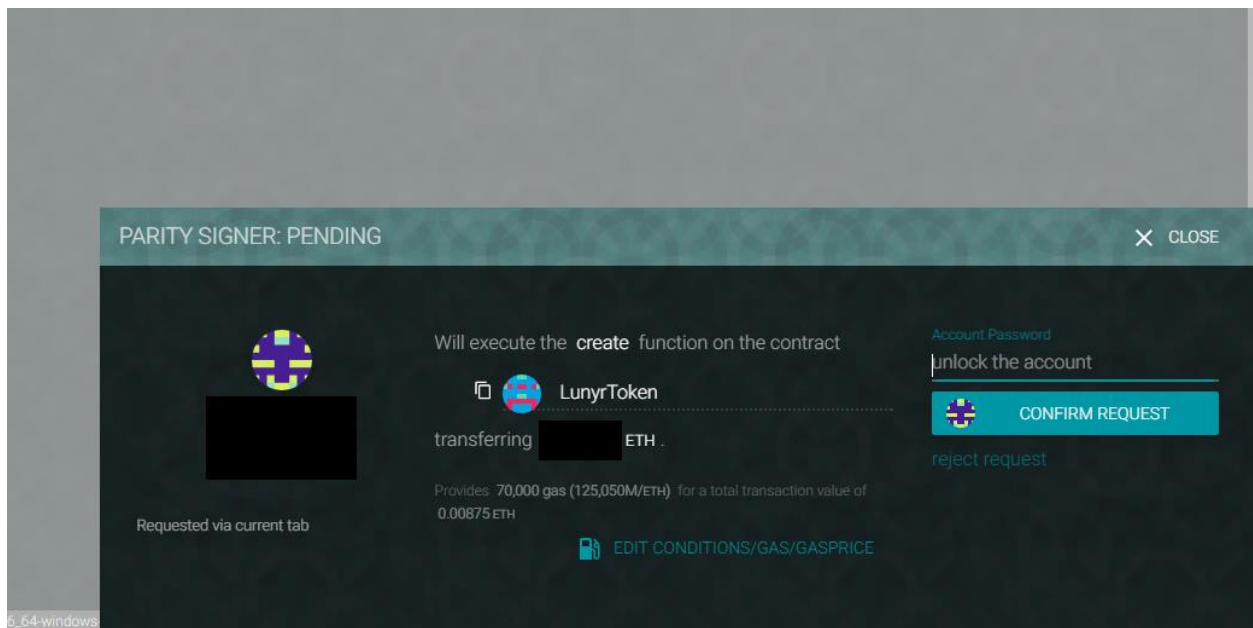 PARITY SIGNER: PENDING
CLOSE
Requested via current tab
Will execute the create function on the contract
LunyrToken
transferring ETH .
Provides 70,000 gas (125,050M/ETH) for a total transaction value of
0.00875 ETH
EDIT CONDITIONS/GAS/GASPRICE
Account Password
unlock the account
CONFIRM REQUEST
reject request
6_64-windows-